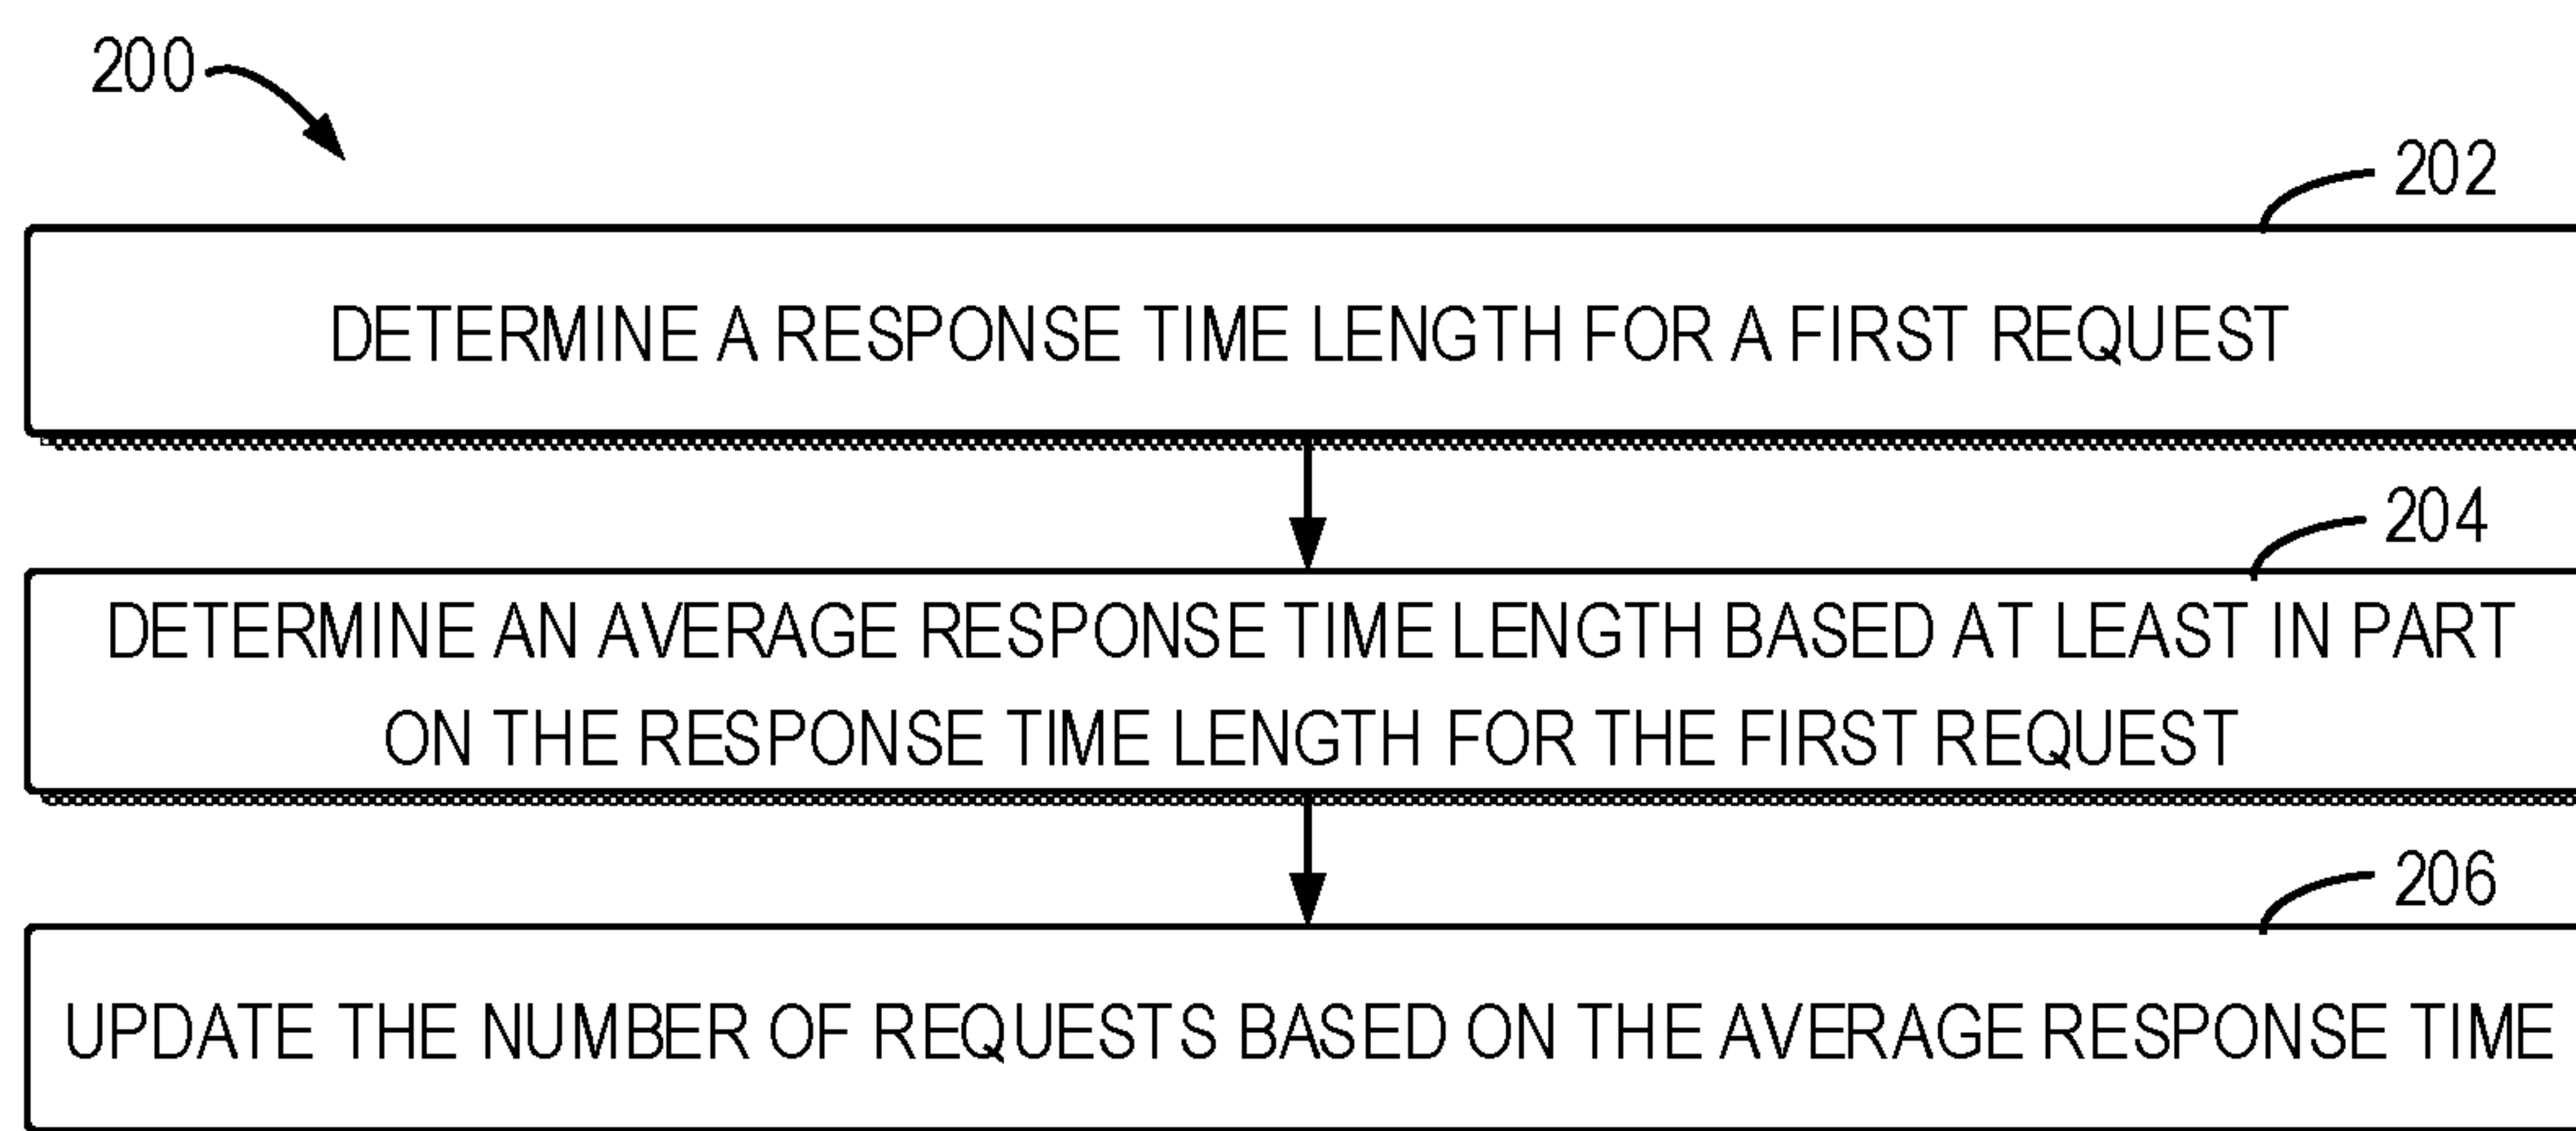 200
202
DETERMINE A RESPONSE TIME LENGTH FOR A FIRST REQUEST
204
DETERMINE AN AVERAGE RESPONSE TIME LENGTH BASED AT LEAST IN PART
ON THE RESPONSE TIME LENGTH FOR THE FIRST REQUEST
206
UPDATE THE NUMBER OF REQUESTS BASED ON THE AVERAGE RESPONSE TIME